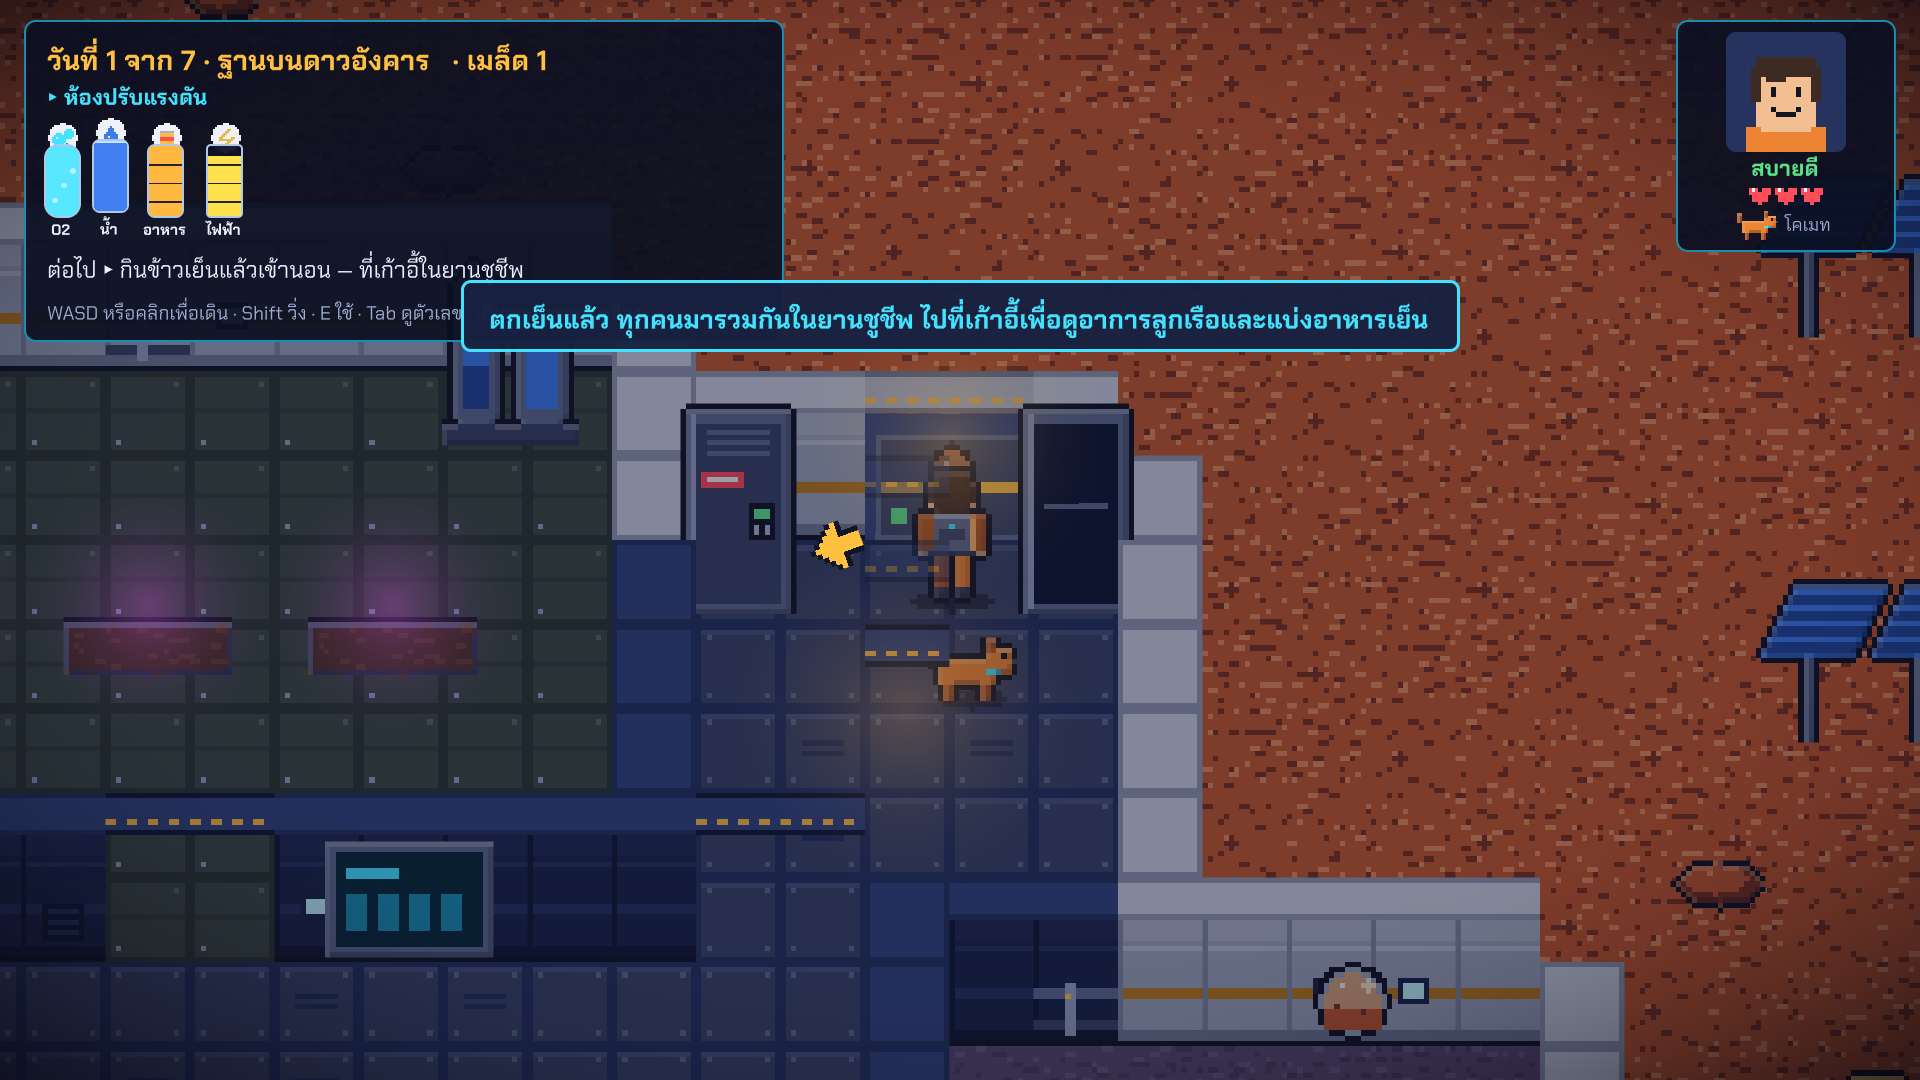 วันที่ 1 จาก 7 · ฐานบนดาวอังคาร · เมล็ด 1
▸ ห้องปรับแรงดัน
O2 น้ำ อาหาร ไฟฟ้า
ต่อไป ▸ กินข้าวเย็นแล้วเข้านอน — ที่เก้าอี้ในยานชูชีพ
WASD หรือคลิกเพื่อเดิน · Shift วิ่ง · E ใช้ · Tab ดูตัวเลข
ตกเย็นแล้ว ทุกคนมารวมกันในยานชูชีพ ไปที่เก้าอี้เพื่อดูอาการลูกเรือและแบ่งอาหารเย็น
สบายดี
โคเมท